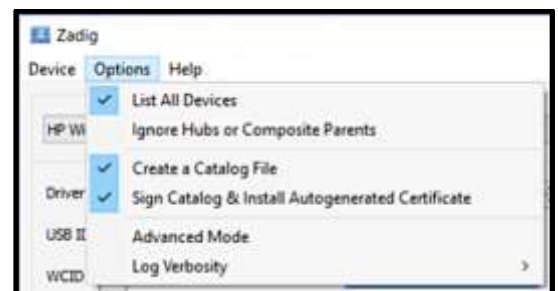 Zadig
Device Options Help
List All Devices
HP Wi
Ignore Hubs or Composite Parents
Create a Catalog File
Driver
Sign Catalog & Install Autogenerated Certificate
USB ID
Advanced Mode
Log Verbosity
WCID